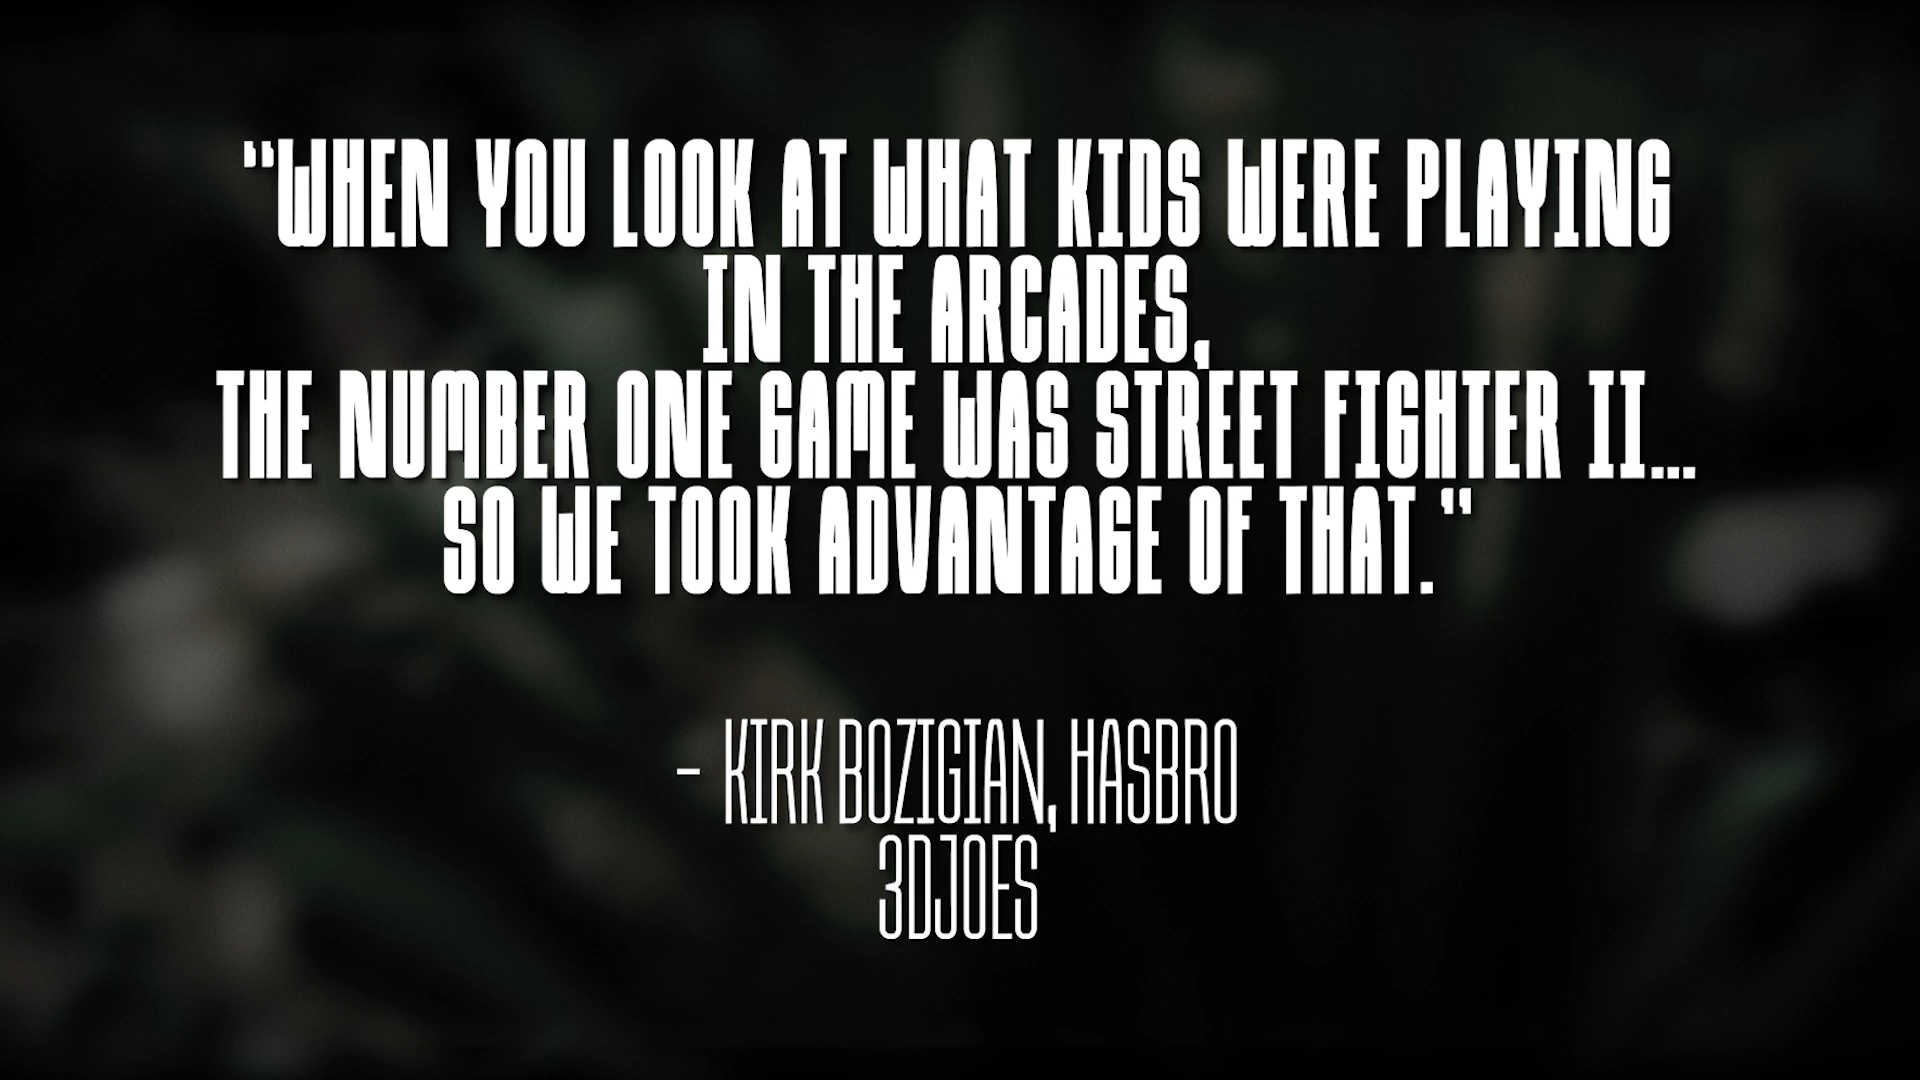 "WHEN YOU LOOK AT WHAT KIDS WERE PLAYING
IN THE ARCADES,
THE NUMBER ONE GAME WAS STREET FIGHTER II...
SO WE TOOK ADVANTAGE OF THAT."
- KIRK BOZIGIAN, HASBRO
3DJOES